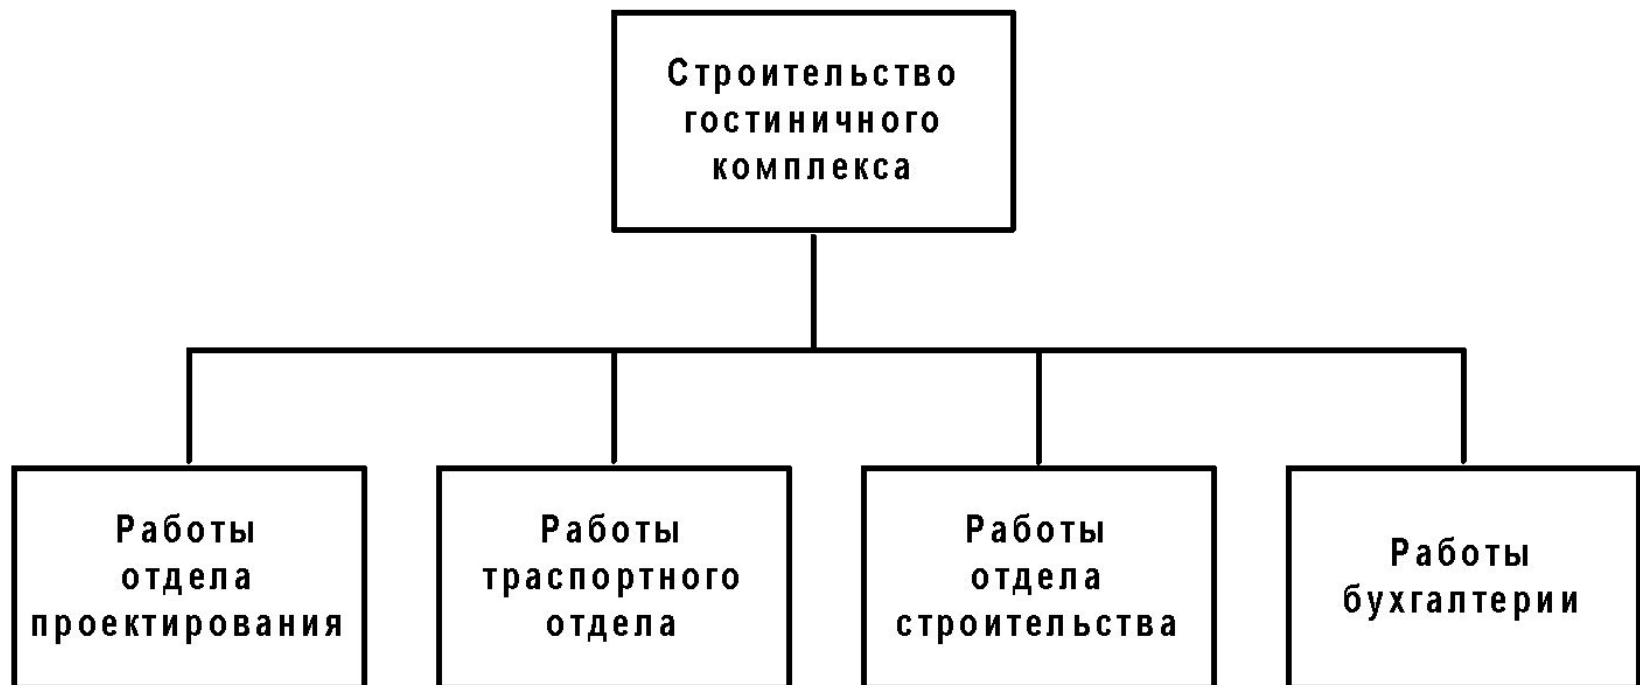 Строительство
гостиничного
комплекса
Работы
отдела
проектирования
Работы
траспортного
отдела
Работы
отдела
строительства
Работы
бухгалтерии